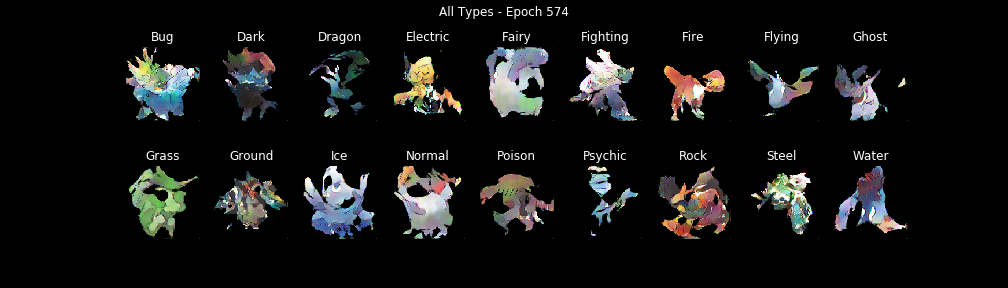 All Types - Epoch 574
Bug Dark Dragon Electric Fairy Fighting Fire Flying Ghost
Grass Ground Ice Normal Poison Psychic Rock Steel Water